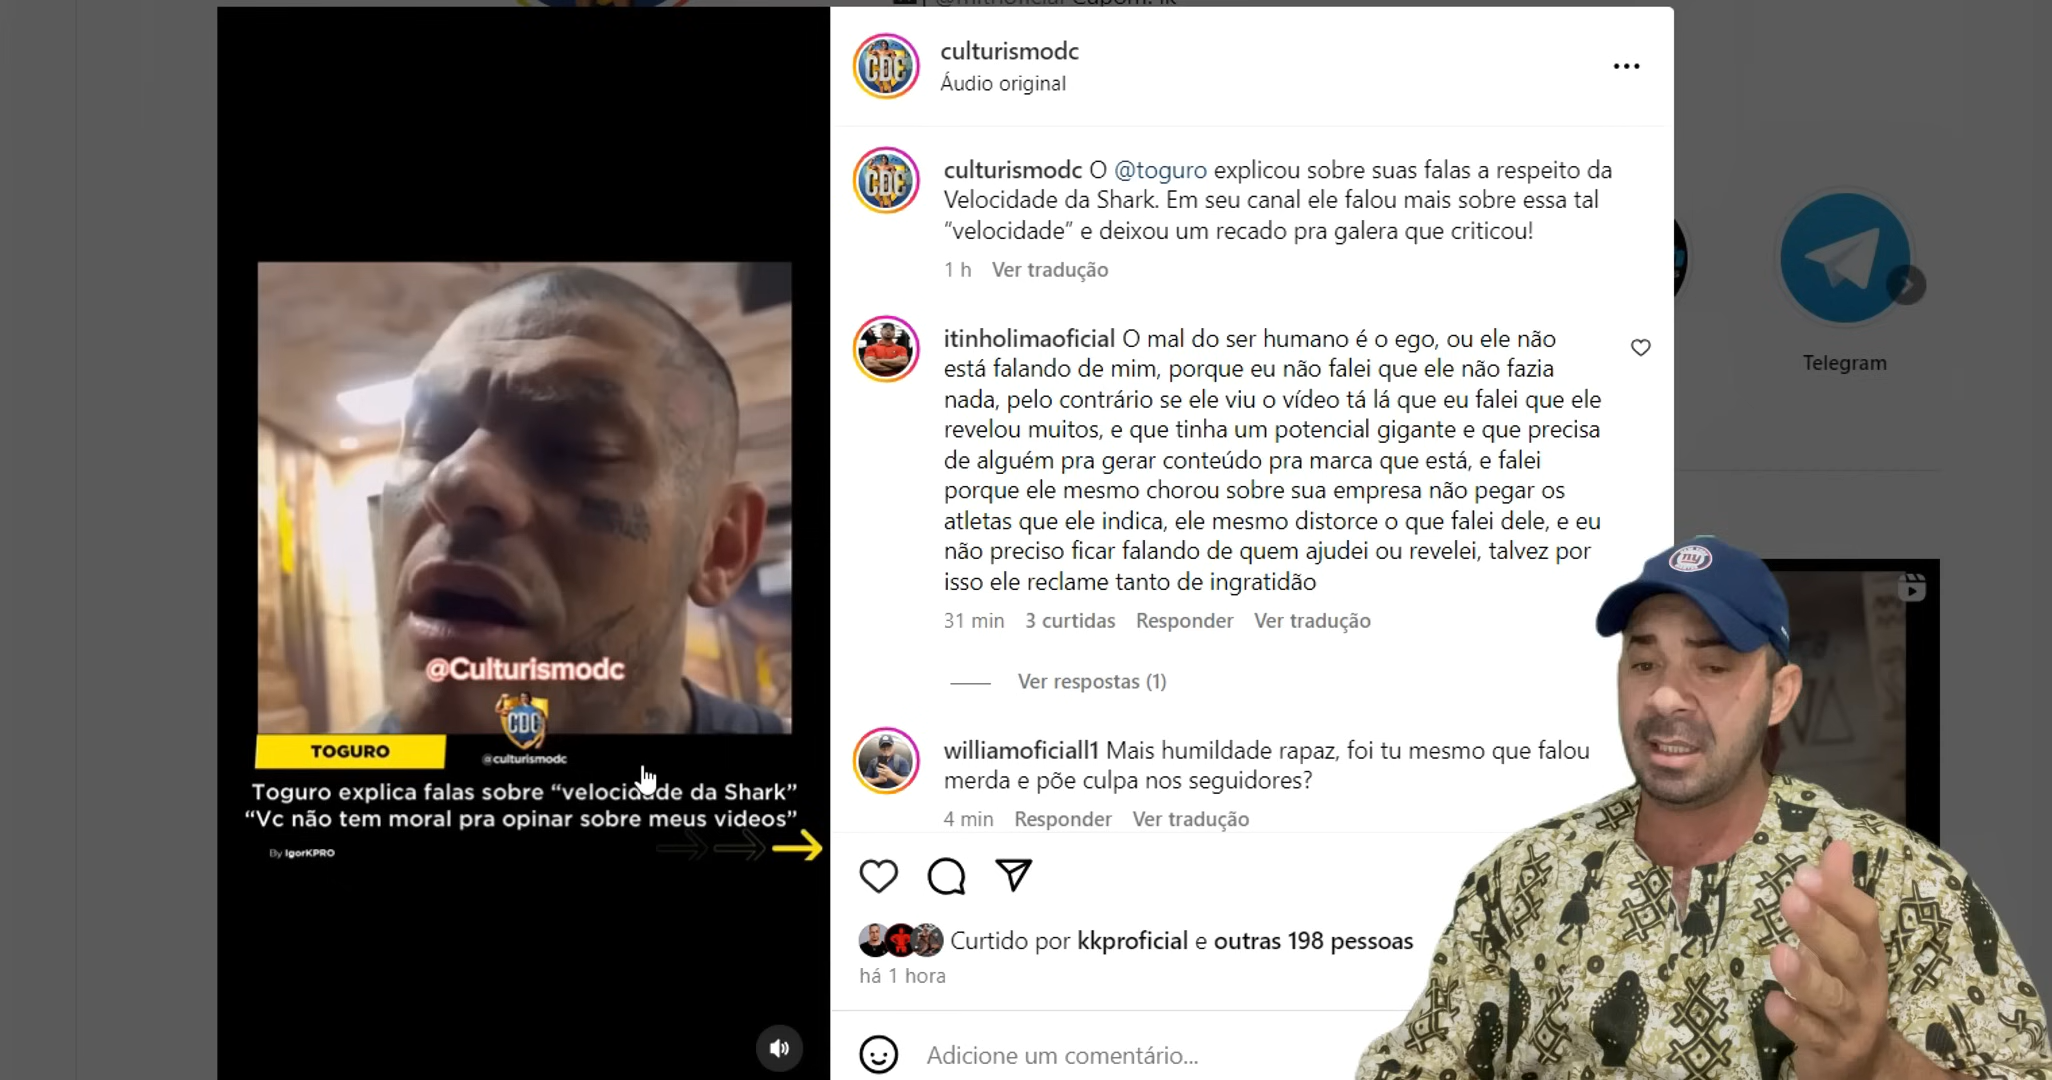 culturismodc
Áudio original
culturismodc O @toguro explicou sobre suas falas a respeito da
Velocidade da Shark. Em seu canal ele falou mais sobre essa tal
“velocidade” e deixou um recado pra galera que criticou!
1 h Ver tradução
itinholimaoficial O mal do ser humano é o ego, ou ele não
está falando de mim, porque eu não falei que ele não fazia
nada, pelo contrário se ele viu o vídeo tá lá que eu falei que ele
revelou muitos, e que tinha um potencial gigante e que precisa
de alguém pra gerar conteúdo pra marca que está, e falei
porque ele mesmo chorou sobre sua empresa não pegar os
atletas que ele indica, ele mesmo distorce o que falei dele, e eu
não preciso ficar falando de quem ajudei ou revelei, talvez por
isso ele reclame tanto de ingratidão
31 min 3 curtidas Responder Ver tradução
Ver respostas (1)
williamoficiall1 Mais humildade rapaz, foi tu mesmo que falou
merda e põe culpa nos seguidores?
4 min Responder Ver tradução
Curtido por kkproficial e outras 198 pessoas
há 1 hora
Adicione um comentário...
@Culturismodc
CDC
TOGURO
@culturismodc
Toguro explica falas sobre “velocidade da Shark”
“Vc não tem moral pra opinar sobre meus videos”
By IgorKPRO
Telegram
ny